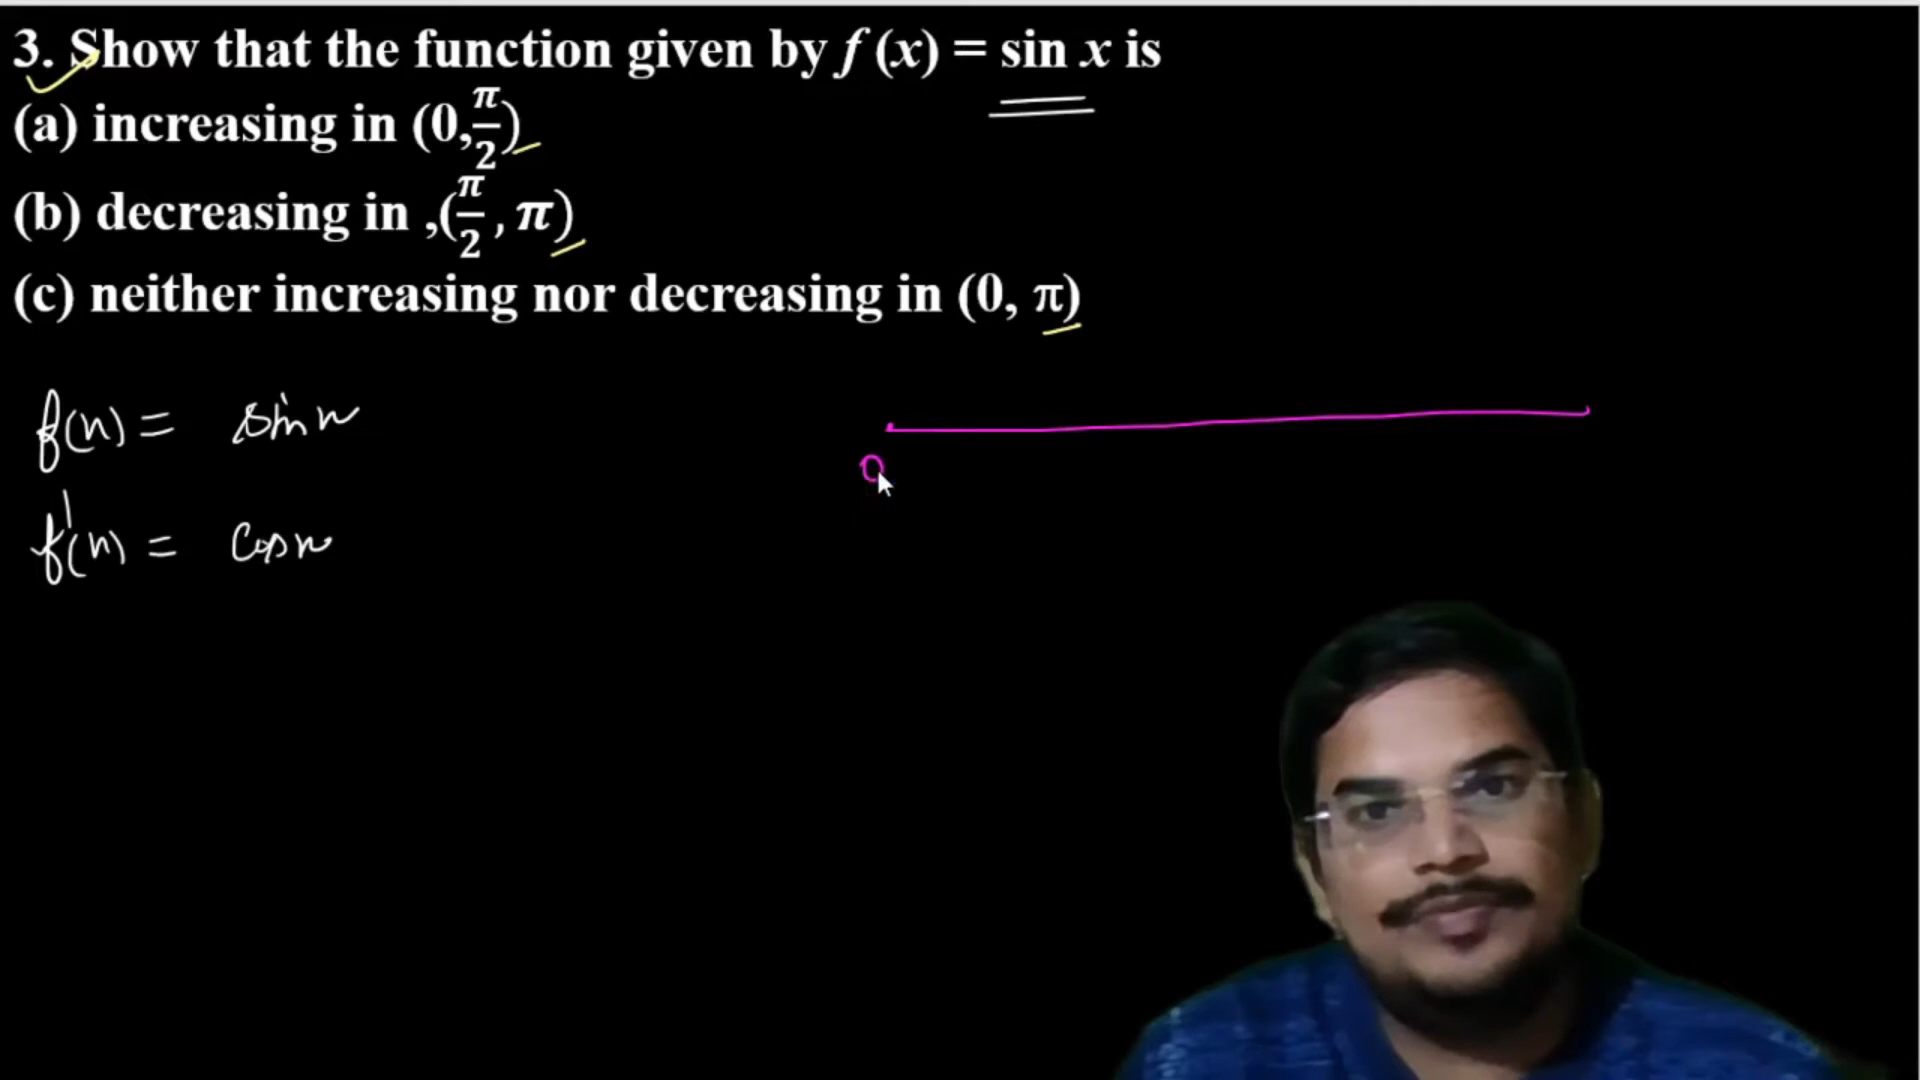 3. Show that the function given by f (x) = sin x is
(a) increasing in (0,π/2)
(b) decreasing in ,(π/2 , π)
(c) neither increasing nor decreasing in (0, π)
f(x) = sin x
f'(x) = cos x
0